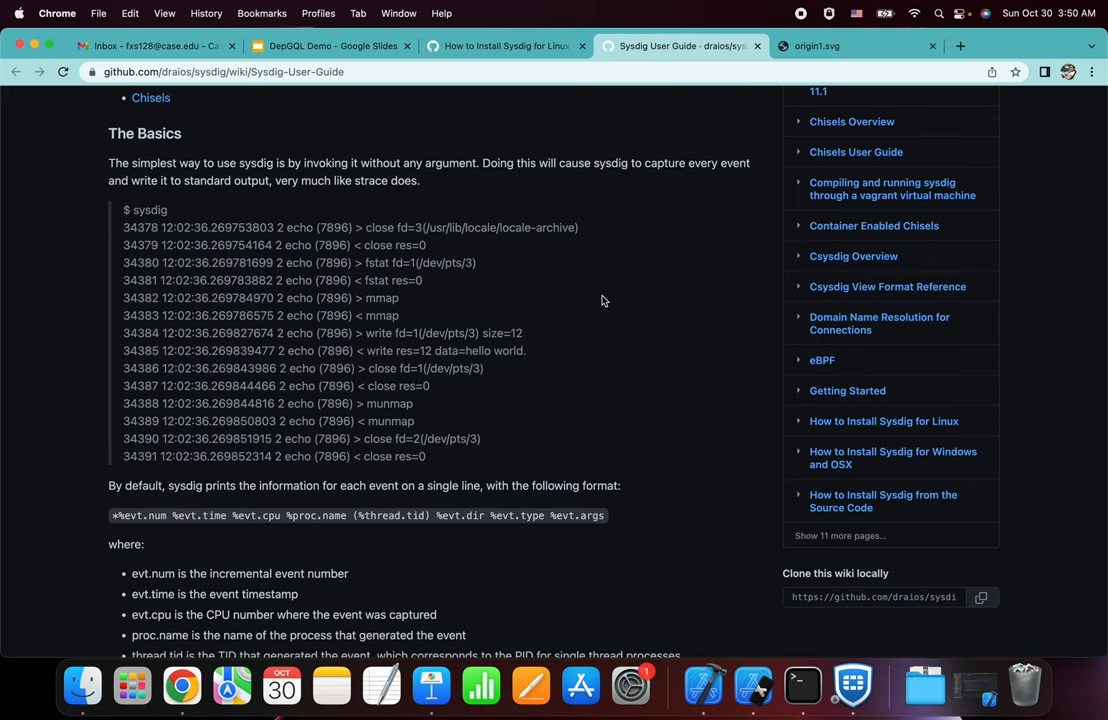 Chrome File Edit View History Bookmarks Profiles Tab Window Help Sun Oct 30 3:50 AM
Inbox - fxs128@case.edu - Ca DepGQL Demo - Google Slides How to Install Sysdig for Linux Sysdig User Guide · draios/sys origin1.svg
github.com/draios/sysdig/wiki/Sysdig-User-Guide
• Chisels
The Basics
The simplest way to use sysdig is by invoking it without any argument. Doing this will cause sysdig to capture every event
and write it to standard output, very much like strace does.
$ sysdig
34378 12:02:36.269753803 2 echo (7896) > close fd=3(/usr/lib/locale/locale-archive)
34379 12:02:36.269754164 2 echo (7896) < close res=0
34380 12:02:36.269781699 2 echo (7896) > fstat fd=1(/dev/pts/3)
34381 12:02:36.269783882 2 echo (7896) < fstat res=0
34382 12:02:36.269784970 2 echo (7896) > mmap
34383 12:02:36.269786575 2 echo (7896) < mmap
34384 12:02:36.269827674 2 echo (7896) > write fd=1(/dev/pts/3) size=12
34385 12:02:36.269839477 2 echo (7896) < write res=12 data=hello world.
34386 12:02:36.269843986 2 echo (7896) > close fd=1(/dev/pts/3)
34387 12:02:36.269844466 2 echo (7896) < close res=0
34388 12:02:36.269844816 2 echo (7896) > munmap
34389 12:02:36.269850803 2 echo (7896) < munmap
34390 12:02:36.269851915 2 echo (7896) > close fd=2(/dev/pts/3)
34391 12:02:36.269852314 2 echo (7896) < close res=0
By default, sysdig prints the information for each event on a single line, with the following format:
*%evt.num %evt.time %evt.cpu %proc.name (%thread.tid) %evt.dir %evt.type %evt.args
where:
• evt.num is the incremental event number
• evt.time is the event timestamp
• evt.cpu is the CPU number where the event was captured
• proc.name is the name of the process that generated the event
• thread.tid is the TID that generated the event, which corresponds to the PID for single thread processes
11.1
Chisels Overview
Chisels User Guide
Compiling and running sysdig
through a vagrant virtual machine
Container Enabled Chisels
Csysdig Overview
Csysdig View Format Reference
Domain Name Resolution for
Connections
eBPF
Getting Started
How to Install Sysdig for Linux
How to Install Sysdig for Windows
and OSX
How to Install Sysdig from the
Source Code
Show 11 more pages...
Clone this wiki locally
https://github.com/draios/sysdi
OCT
30
1